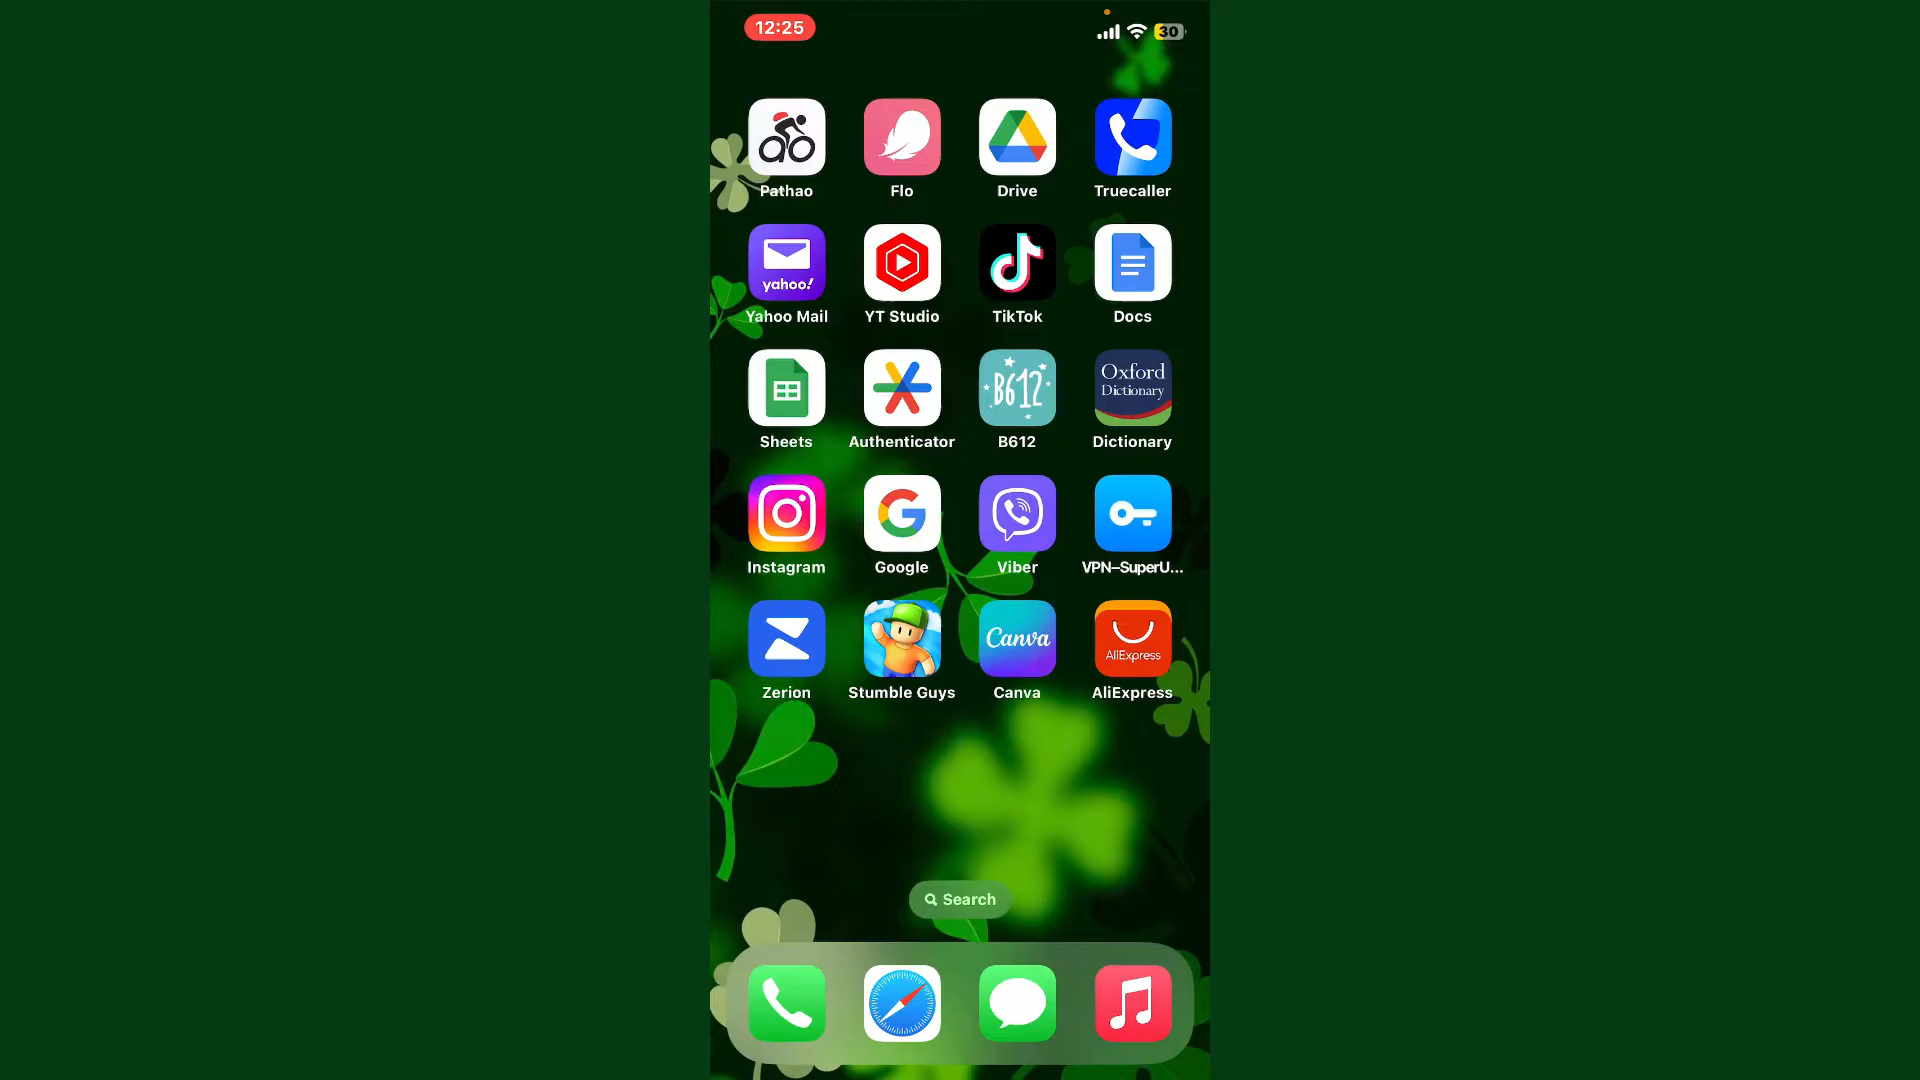 12:25
30
Pathao Flo Drive Truecaller
yahoo!
Yahoo Mail YT Studio TikTok Docs
B612
Oxford
Dictionary
Sheets Authenticator B612 Dictionary
Instagram Google Viber VPN–SuperU...
Canva
AliExpress
Zerion Stumble Guys Canva AliExpress
Search